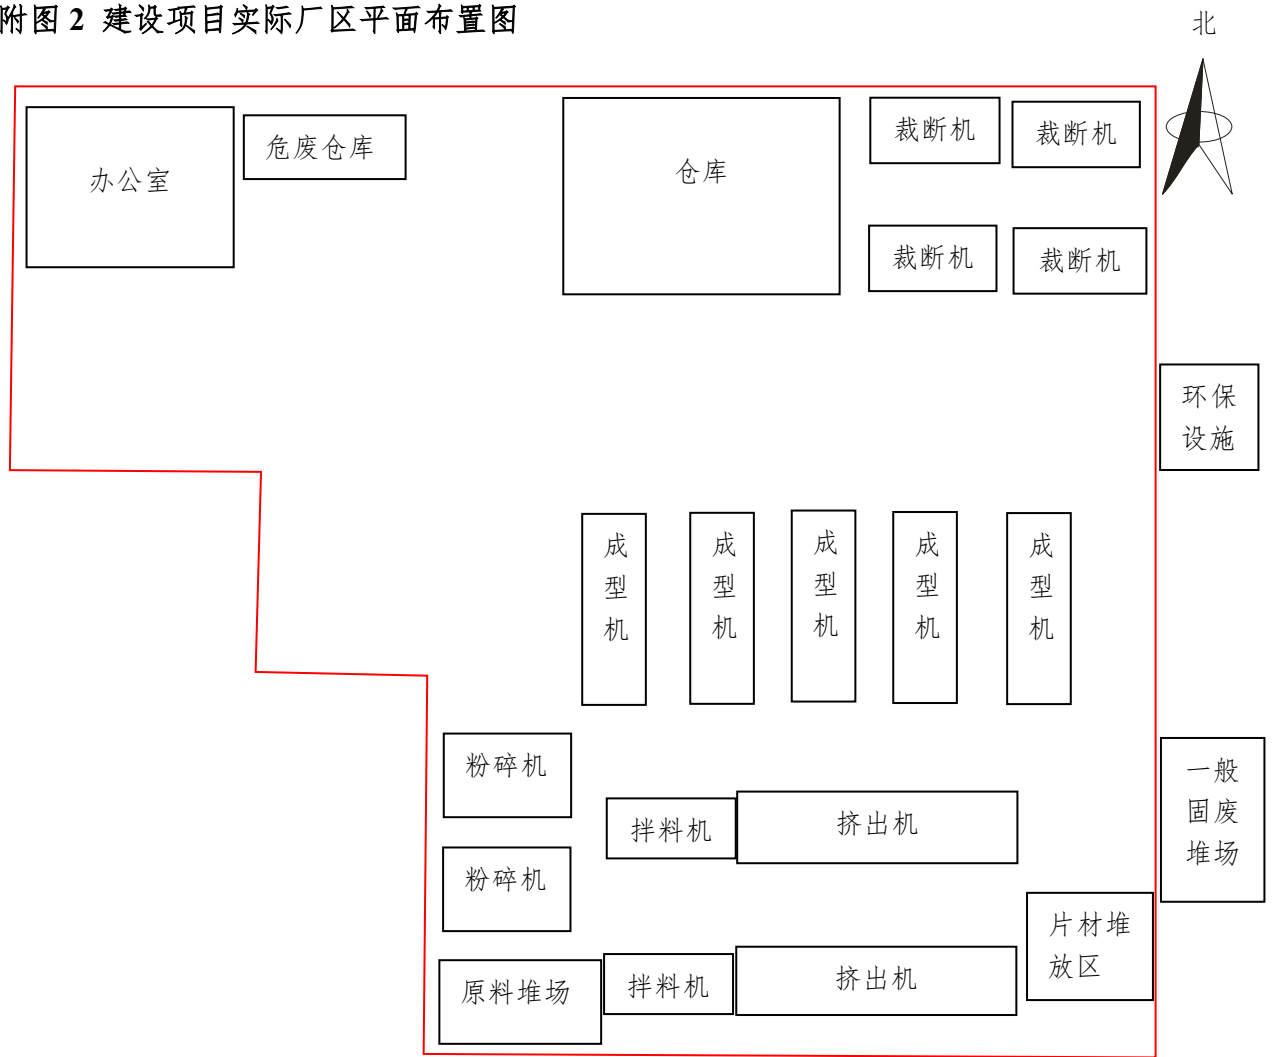 附图 2 建设项目实际厂区平面布置图
北
办公室
危废仓库
仓库
裁断机
裁断机
裁断机
裁断机
环保
设施
成
型
机
成
型
机
成
型
机
成
型
机
成
型
机
粉碎机
拌料机
挤出机
一般
固废
堆场
粉碎机
片材堆
放区
原料堆场
拌料机
挤出机